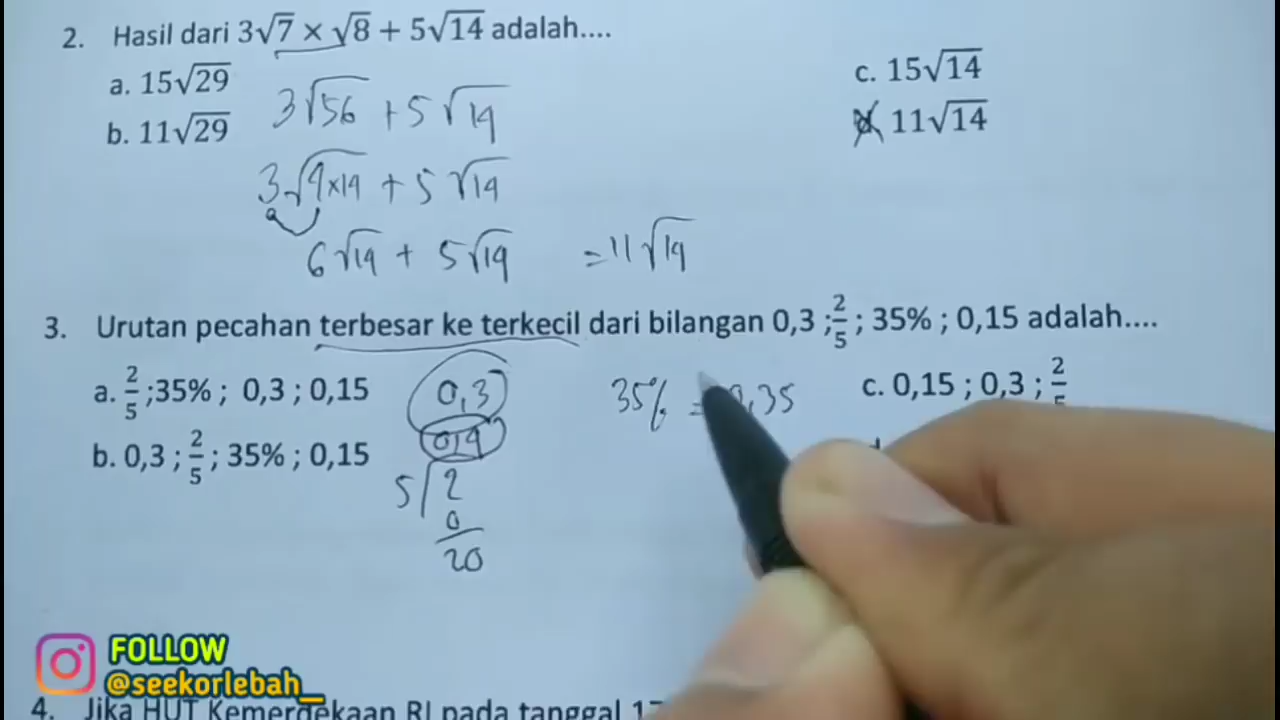 2. Hasil dari 3√7 × √8 + 5√14 adalah....
a. 15√29
c. 15√14
b. 11√29
11√14
3√56 + 5√14
3√4×14 + 5√14
6√14 + 5√14 = 11√14
3. Urutan pecahan terbesar ke terkecil dari bilangan 0,3 ; 2/5 ; 35% ; 0,15 adalah....
a. 2/5 ;35% ; 0,3 ; 0,15
c. 0,15 ; 0,3 ; 2/5
b. 0,3 ; 2/5 ; 35% ; 0,15
0,3
35% = 0,35
0,4
5 2
0
20
FOLLOW
@seekorlebah_
4. Jika HUT Kemerdekaan RI pada tanggal